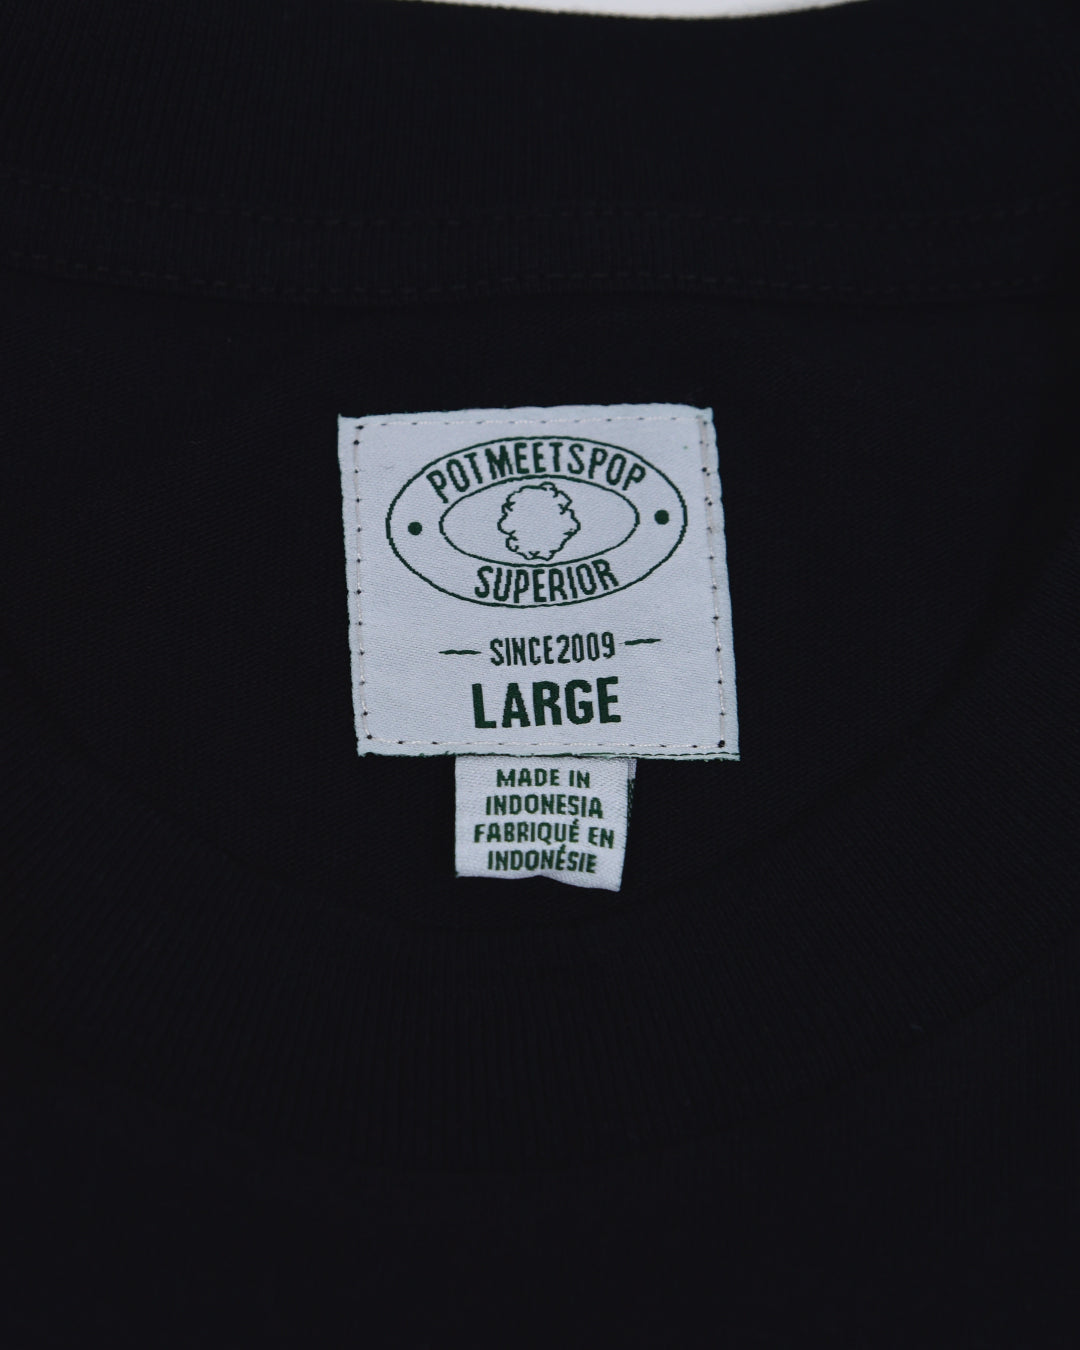 POTMEETSPOP
SUPERIOR
SINCE2009
LARGE
MADE IN
INDONESIA
FABRIQUÉ EN
INDONÉSIE